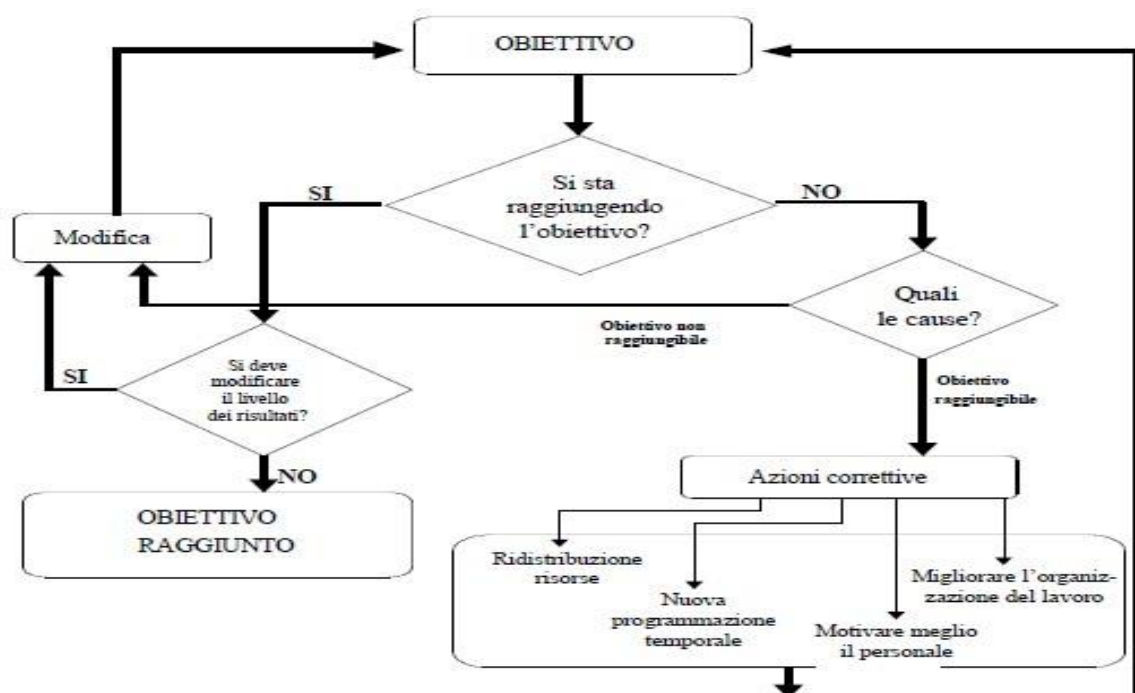 OBIETTIVO
Si sta
raggiungendo
l'obiettivo?
SI
NO
Modifica
Quali
le cause?
Obiettivo non
raggiungibile
Si deve
modificare
il livello
dei risultati?
SI
Obiettivo
raggiungibile
NO
Azioni correttive
OBIETTIVO
RAGGIUNTO
Ridistribuzione
risorse
Nuova
programmazione
temporale
Motivare meglio
il personale
Migliorare l'organiz-
zazione del lavoro